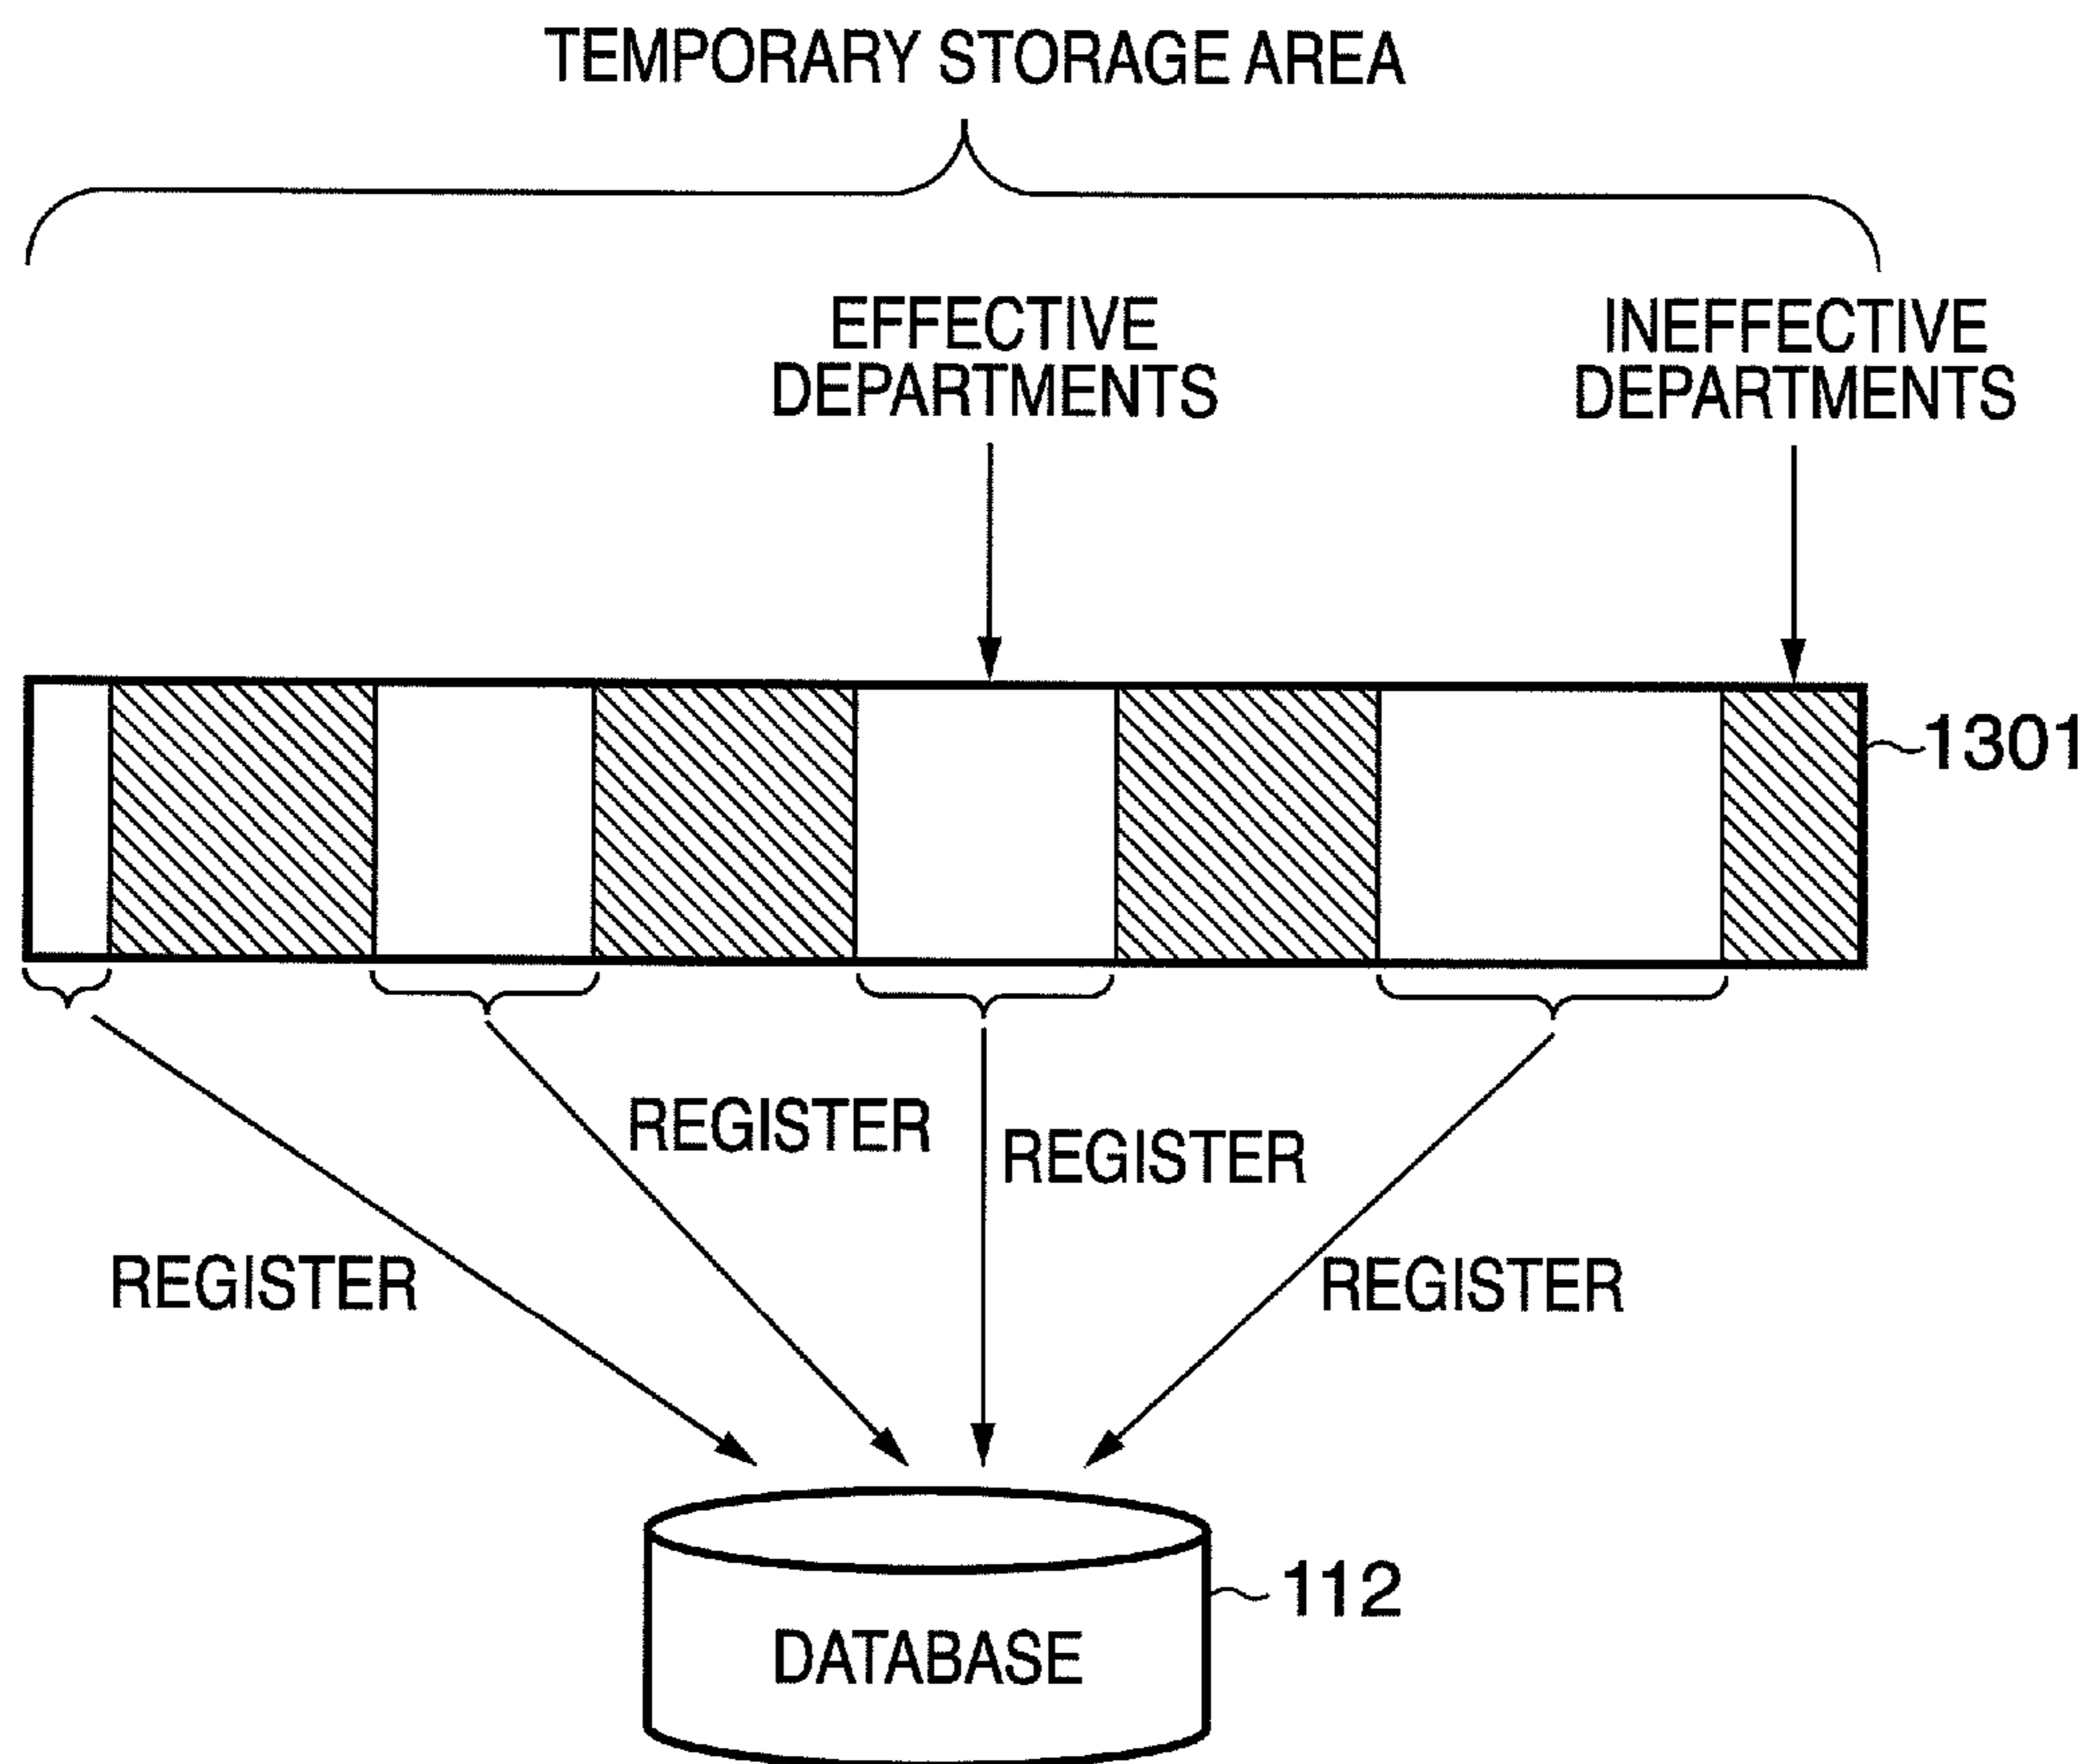 TEMPORARY STORAGE AREA
EFFECTIVE
DEPARTMENTS
INEFFECTIVE
DEPARTMENTS
1301
REGISTER
REGISTER
REGISTER
REGISTER
112
DATABASE